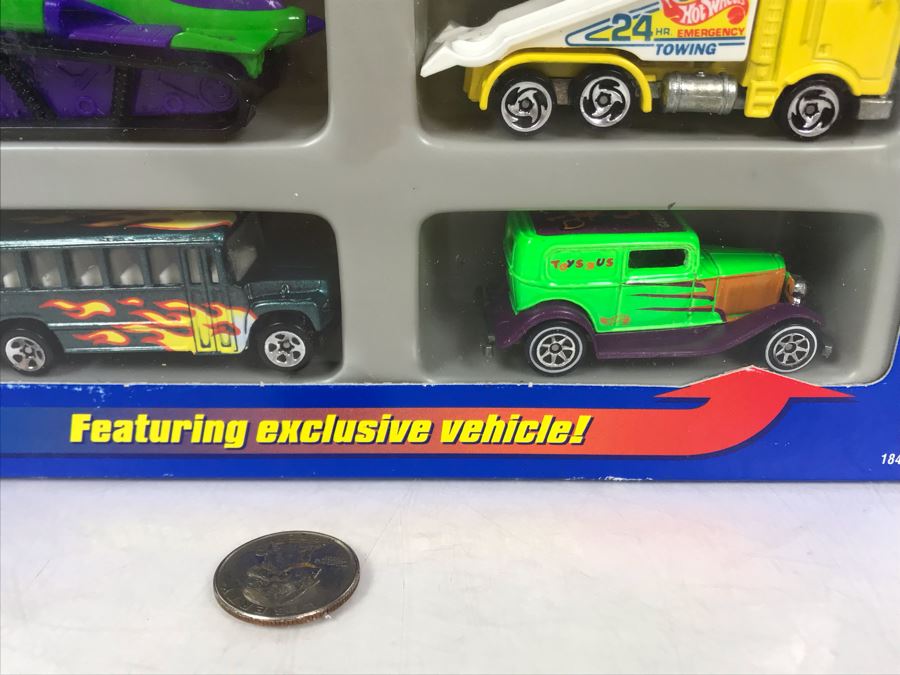 HOT WHEELS
24 HR. EMERGENCY
TOWING
TOYS R US
Featuring exclusive vehicle!
184